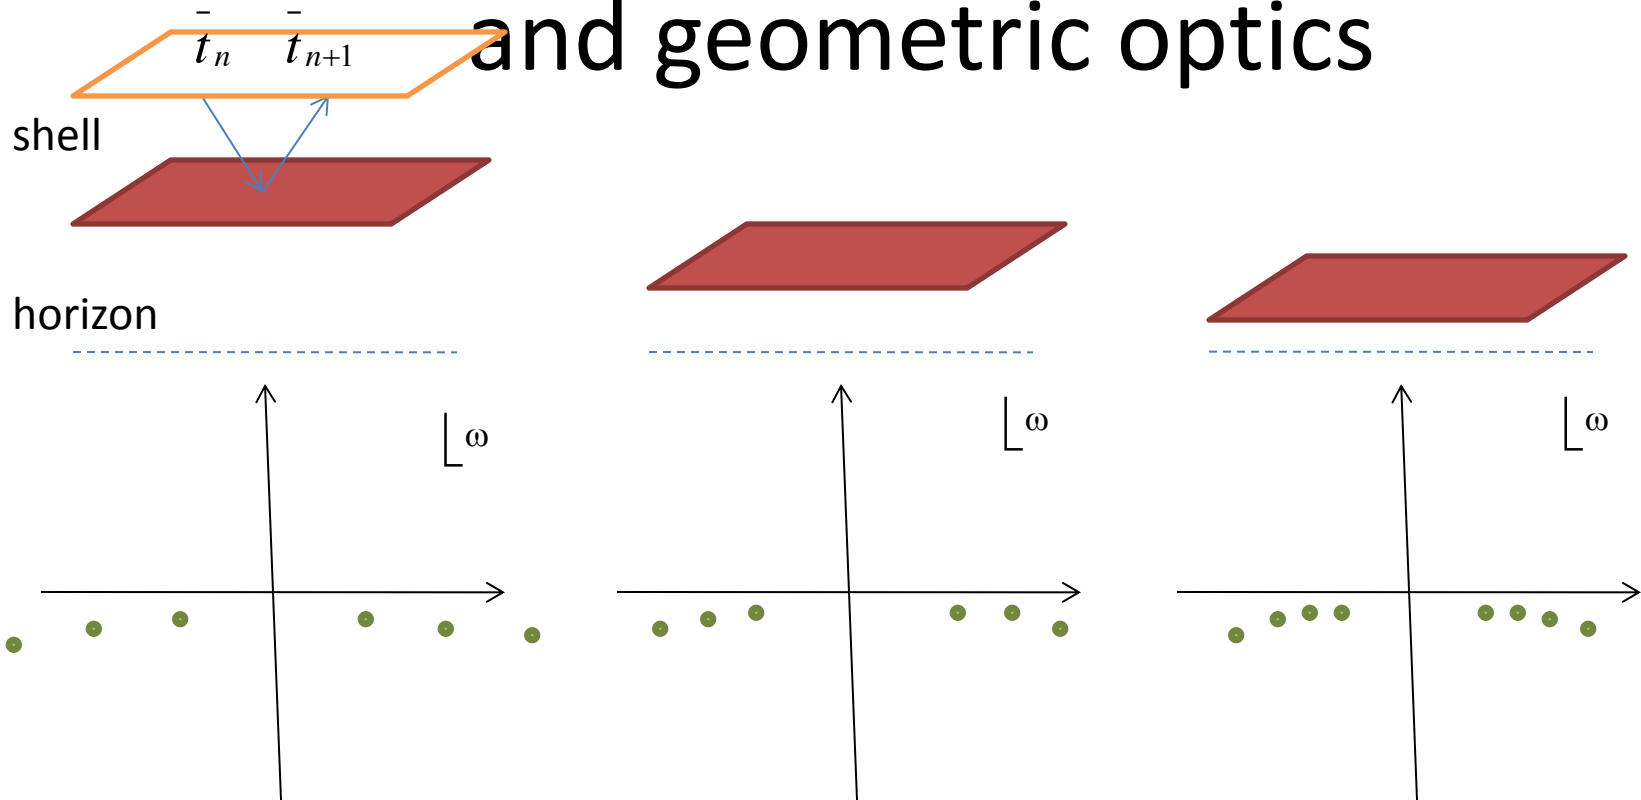 and geometric optics
t̄ₙ t̄ₙ₊₁
shell
horizon
ω
ω
ω